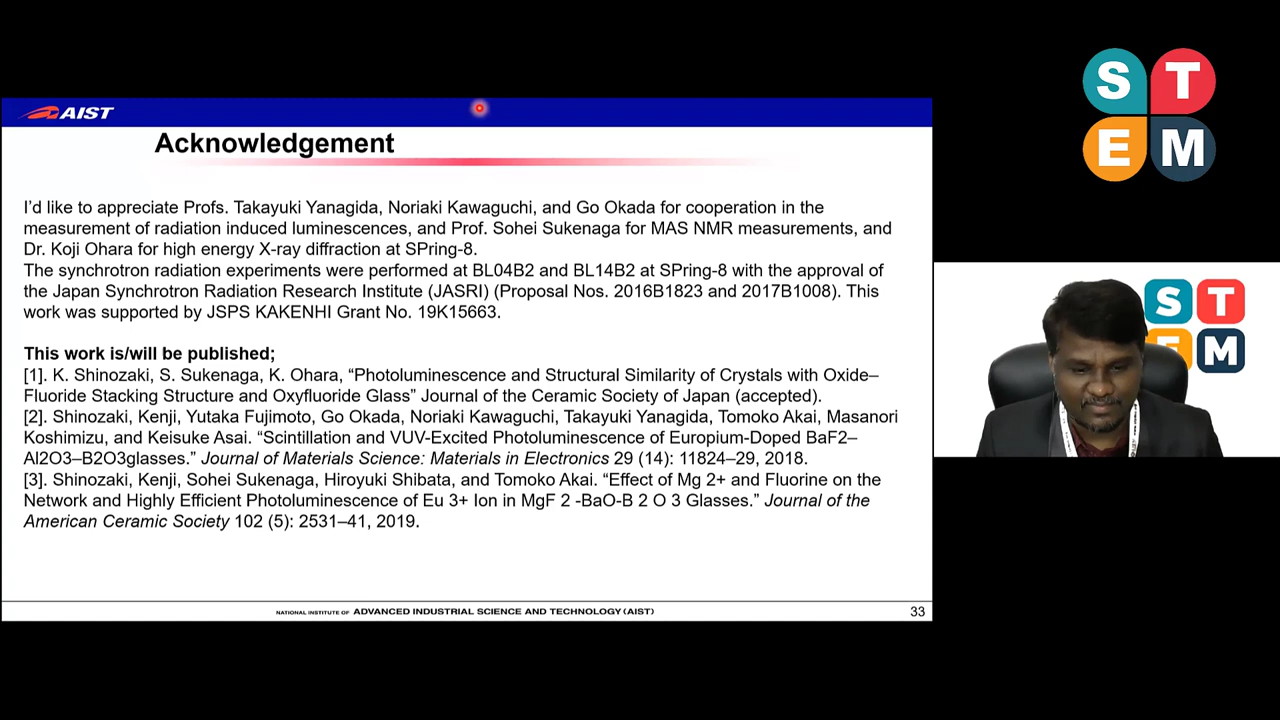 S T
E M
AIST
Acknowledgement
I'd like to appreciate Profs. Takayuki Yanagida, Noriaki Kawaguchi, and Go Okada for cooperation in the
measurement of radiation induced luminescences, and Prof. Sohei Sukenaga for MAS NMR measurements, and
Dr. Koji Ohara for high energy X-ray diffraction at SPring-8.
The synchrotron radiation experiments were performed at BL04B2 and BL14B2 at SPring-8 with the approval of
the Japan Synchrotron Radiation Research Institute (JASRI) (Proposal Nos. 2016B1823 and 2017B1008). This
work was supported by JSPS KAKENHI Grant No. 19K15663.
This work is/will be published;
[1]. K. Shinozaki, S. Sukenaga, K. Ohara, “Photoluminescence and Structural Similarity of Crystals with Oxide–
Fluoride Stacking Structure and Oxyfluoride Glass” Journal of the Ceramic Society of Japan (accepted).
[2]. Shinozaki, Kenji, Yutaka Fujimoto, Go Okada, Noriaki Kawaguchi, Takayuki Yanagida, Tomoko Akai, Masanori
Koshimizu, and Keisuke Asai. “Scintillation and VUV-Excited Photoluminescence of Europium-Doped BaF2–
Al2O3–B2O3glasses.” Journal of Materials Science: Materials in Electronics 29 (14): 11824–29, 2018.
[3]. Shinozaki, Kenji, Sohei Sukenaga, Hiroyuki Shibata, and Tomoko Akai. “Effect of Mg 2+ and Fluorine on the
Network and Highly Efficient Photoluminescence of Eu 3+ Ion in MgF 2 -BaO-B 2 O 3 Glasses.” Journal of the
American Ceramic Society 102 (5): 2531–41, 2019.
NATIONAL INSTITUTE OF ADVANCED INDUSTRIAL SCIENCE AND TECHNOLOGY (AIST)
33
S T
E M